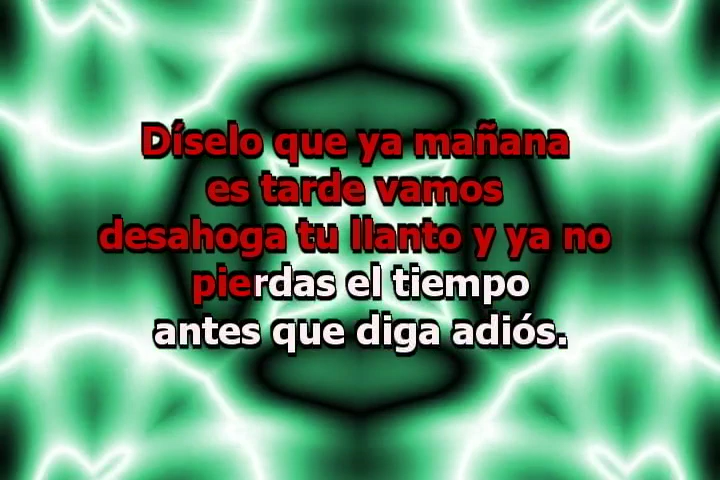 Díselo que ya mañana
es tarde vamos
desahoga tu llanto y ya no
pierdas el tiempo
antes que diga adiós.